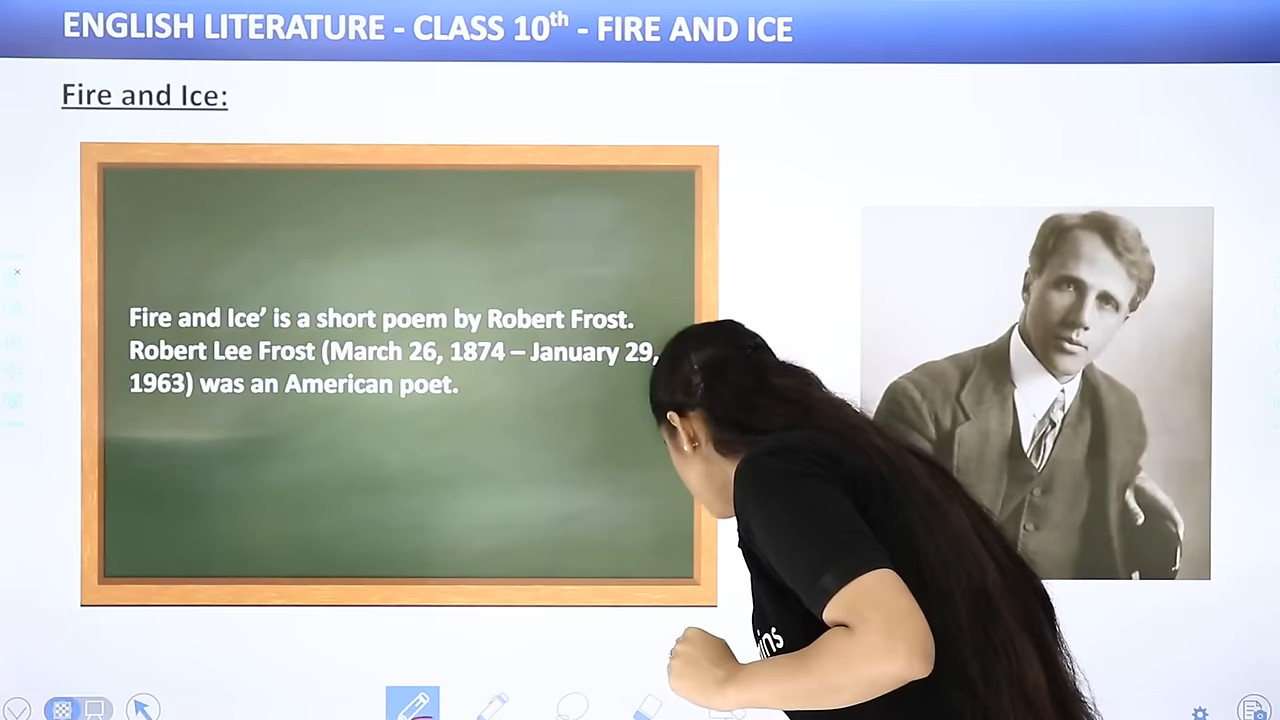 ENGLISH LITERATURE - CLASS 10th - FIRE AND ICE
Fire and Ice:
Fire and Ice’ is a short poem by Robert Frost.
Robert Lee Frost (March 26, 1874 – January 29,
1963) was an American poet.